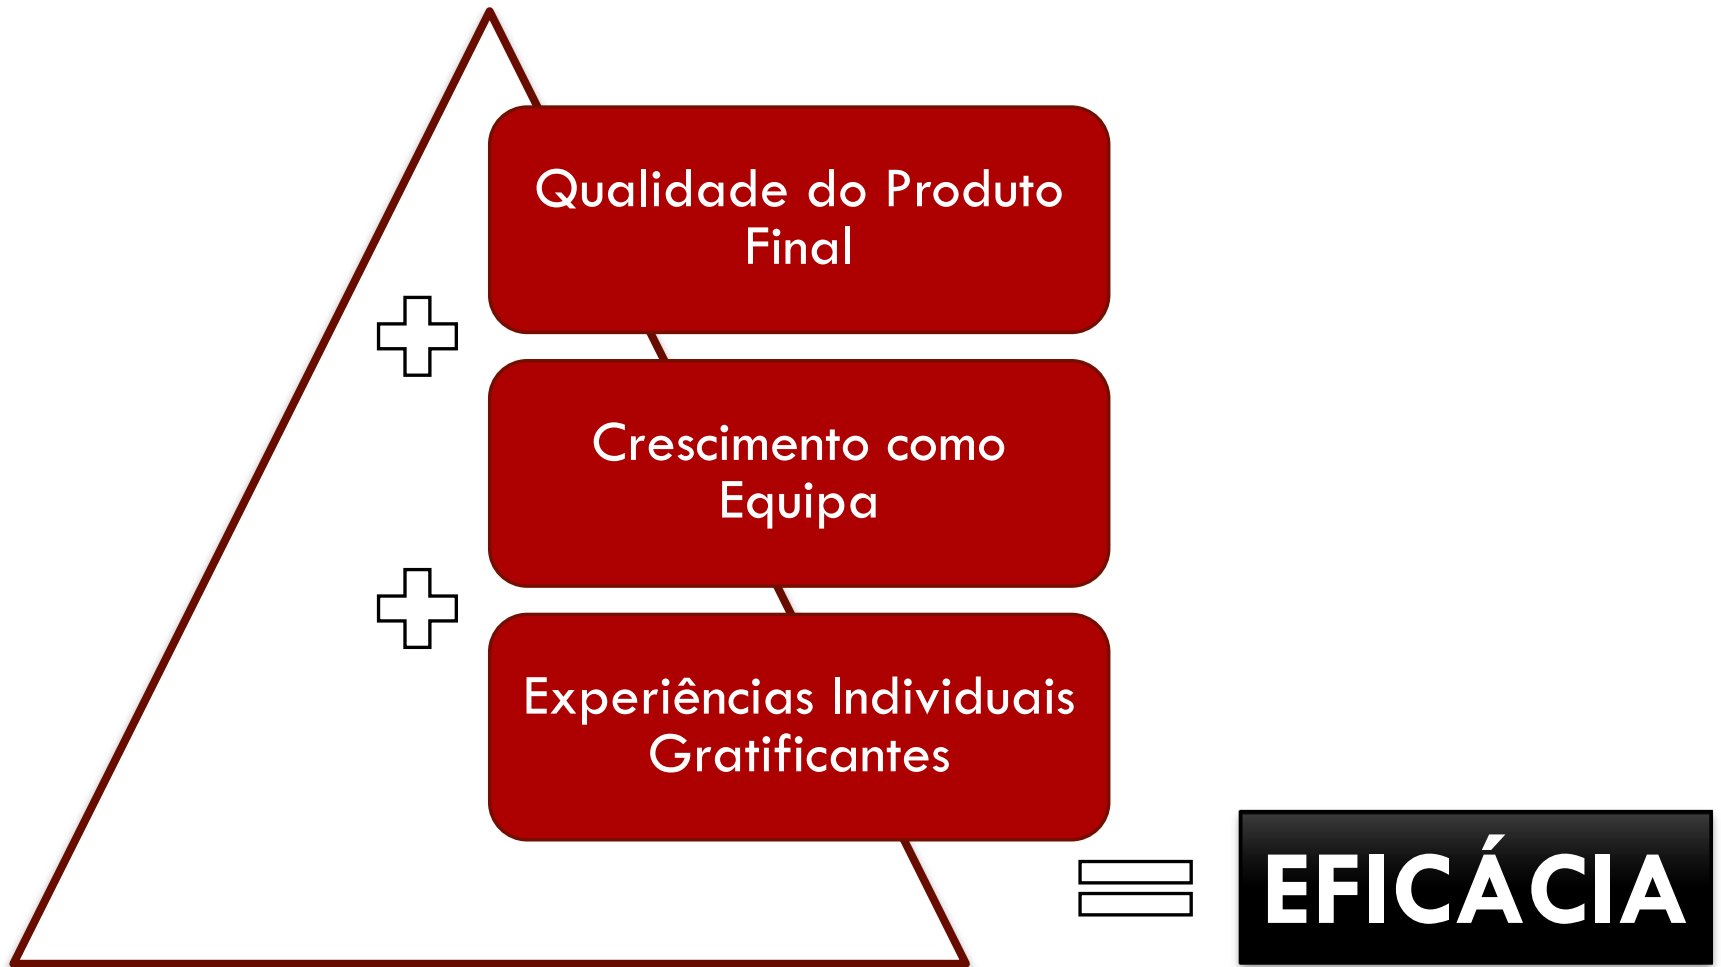 Qualidade do Produto
Final
Crescimento como
Equipa
Experiências Individuais
Gratificantes
EFICÁCIA